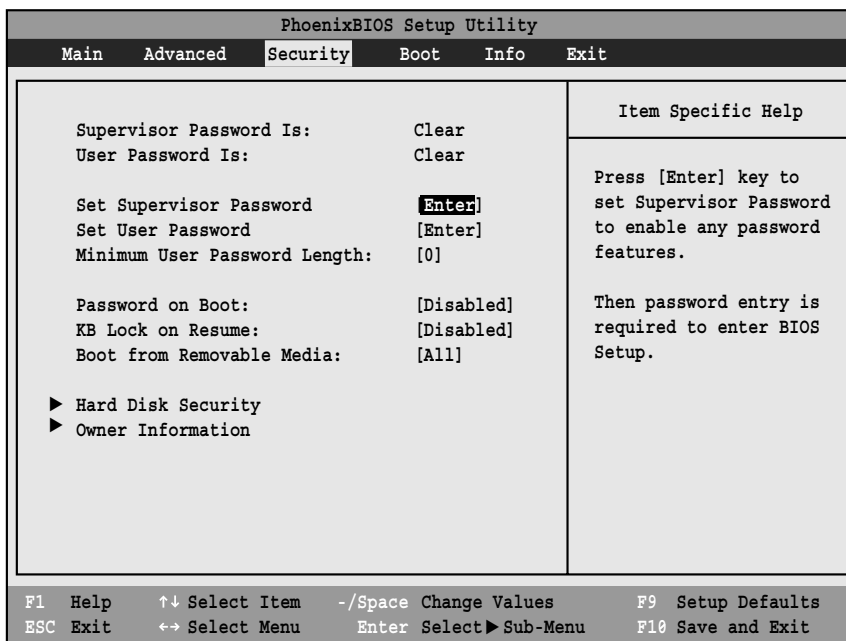 PhoenixBIOS Setup Utility
Main Advanced Security Boot Info Exit
Supervisor Password Is: Clear
User Password Is: Clear
Set Supervisor Password [Enter]
Set User Password [Enter]
Minimum User Password Length: [0]
Password on Boot: [Disabled]
KB Lock on Resume: [Disabled]
Boot from Removable Media: [All]
▶ Hard Disk Security
▶ Owner Information
Item Specific Help
Press [Enter] key to
set Supervisor Password
to enable any password
features.
Then password entry is
required to enter BIOS
Setup.
F1 Help ↑↓ Select Item -/Space Change Values F9 Setup Defaults
ESC Exit ←→ Select Menu Enter Select ▶ Sub-Menu F10 Save and Exit